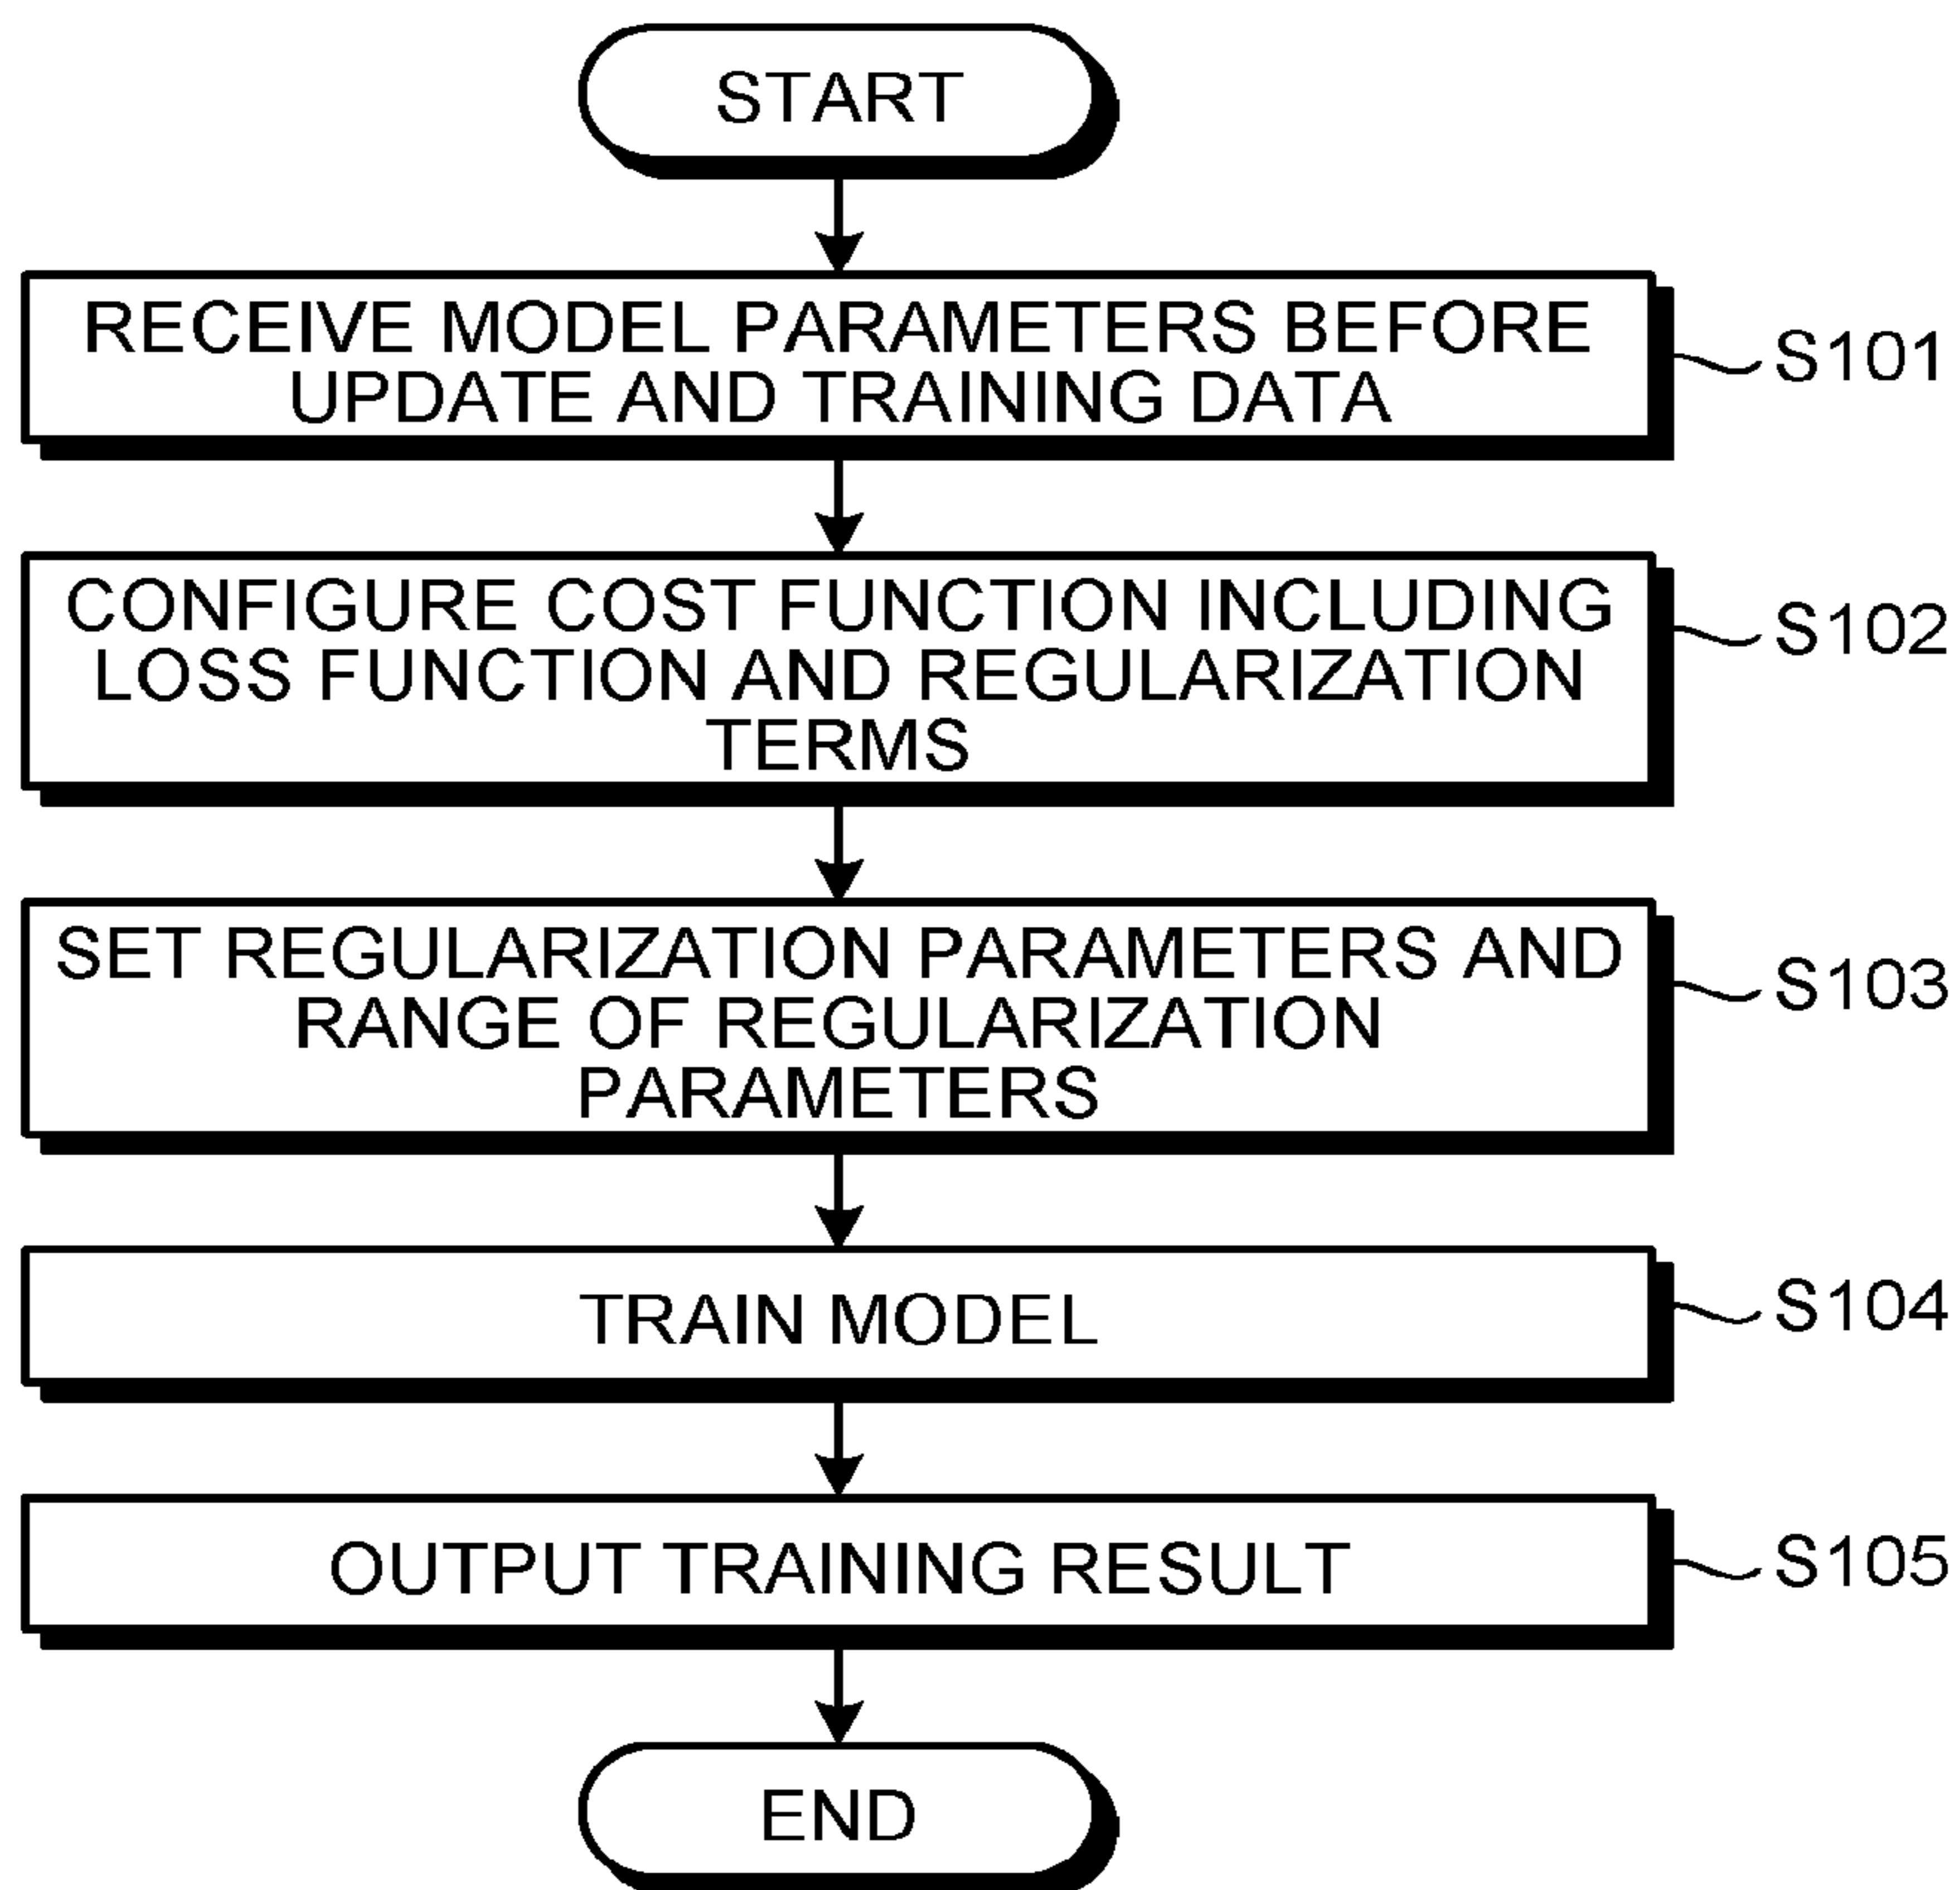 START
RECEIVE MODEL PARAMETERS BEFORE
UPDATE AND TRAINING DATA
S101
CONFIGURE COST FUNCTION INCLUDING
LOSS FUNCTION AND REGULARIZATION
TERMS
S102
SET REGULARIZATION PARAMETERS AND
RANGE OF REGULARIZATION
PARAMETERS
S103
TRAIN MODEL
S104
OUTPUT TRAINING RESULT
S105
END